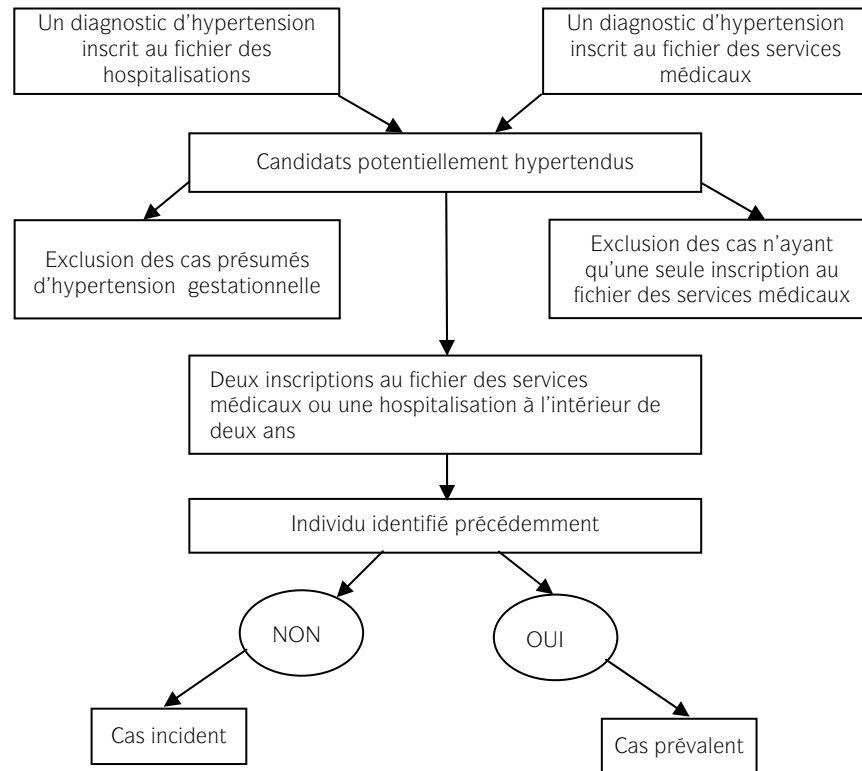 Un diagnostic d'hypertension
inscrit au fichier des
hospitalisations
Un diagnostic d'hypertension
inscrit au fichier des services
médicaux
Candidats potentiellement hypertendus
Exclusion des cas présumés
d'hypertension gestationnelle
Exclusion des cas n'ayant
qu'une seule inscription au
fichier des services médicaux
Deux inscriptions au fichier des services
médicaux ou une hospitalisation à l'intérieur de
deux ans
Individu identifié précédemment
NON
OUI
Cas incident
Cas prévalent